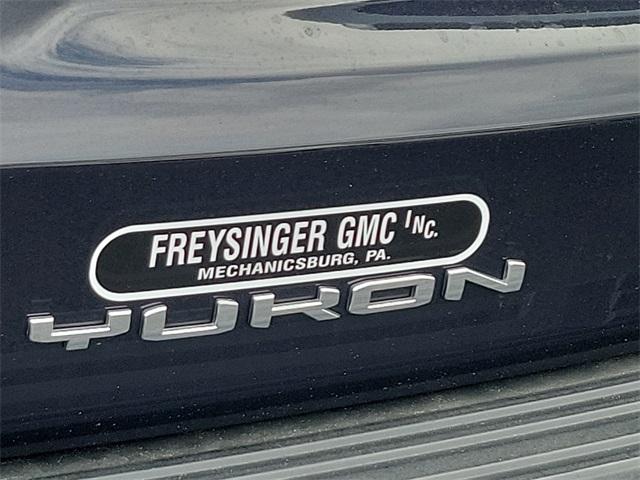 FREYSINGER GMC INC.
MECHANICSBURG, PA.
YUKON